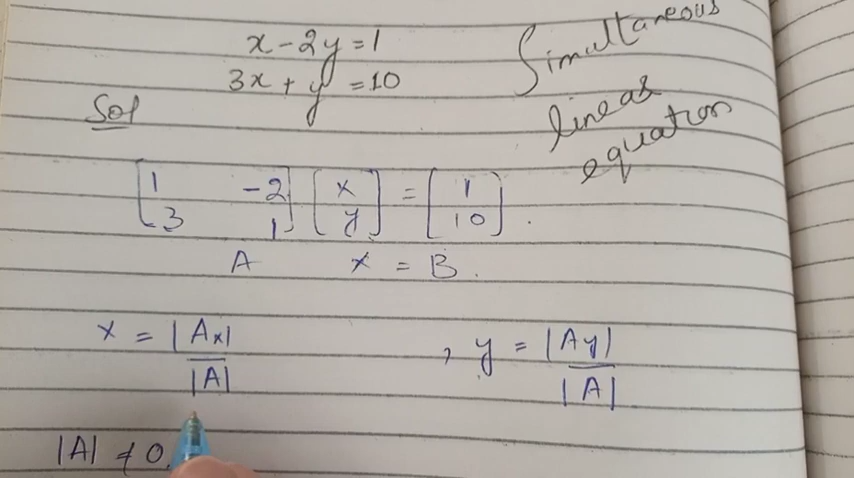 x - 2y = 1
3x + y = 10
Simultaneous
linear
equation
Sol
[1 -2] [x] = [1]
[3 1] [y] [10] .
A x = B .
x = |Ax| / |A| , y = |Ay| / |A|
|A| ≠ 0